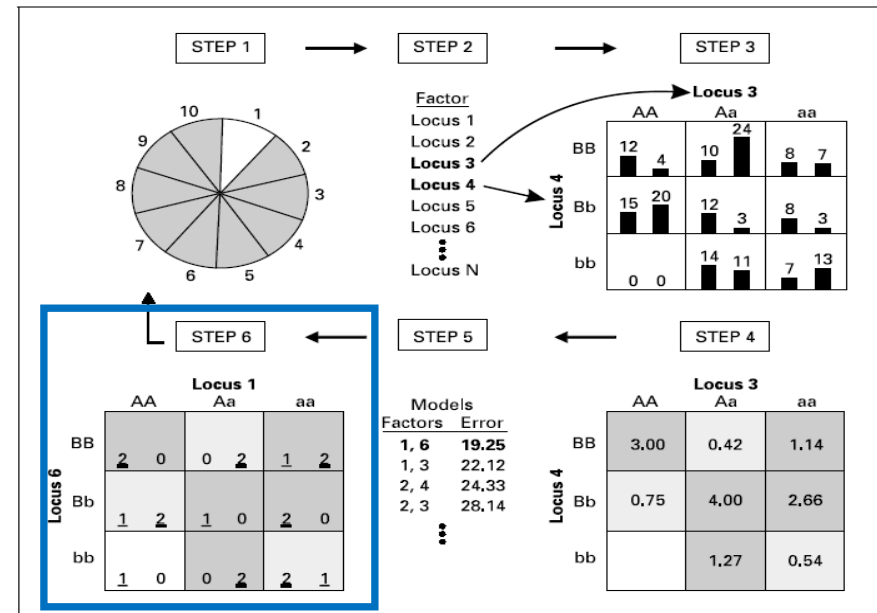 STEP 1
STEP 2
STEP 3
10 1
9 2
8 3
7 4
6 5
Factor
Locus 1
Locus 2
Locus 3
Locus 4
Locus 5
Locus 6
Locus N
Locus 3
AA Aa aa
Locus 4
BB 12 4 10 24 8 7
Bb 15 20 12 3 8 3
bb 0 0 14 11 7 13
STEP 6
STEP 5
STEP 4
Locus 1
AA Aa aa
Locus 6
BB 2 0 0 2 1 2
Bb 1 2 1 0 2 0
bb 1 0 0 2 2 1
Models
Factors Error
1, 6 19.25
1, 3 22.12
2, 4 24.33
2, 3 28.14
Locus 3
AA Aa aa
Locus 4
BB 3.00 0.42 1.14
Bb 0.75 4.00 2.66
bb 1.27 0.54